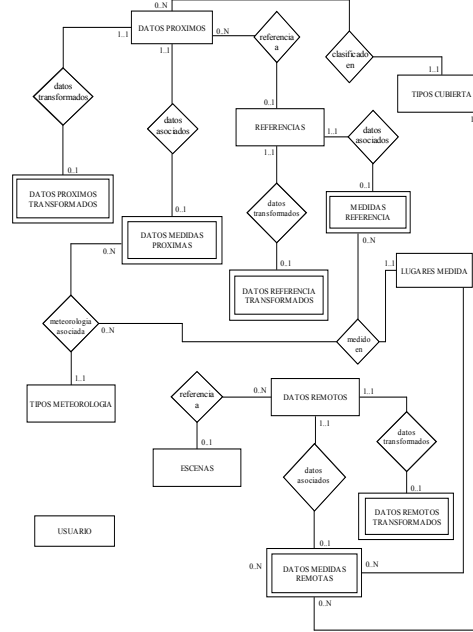 0..N
DATOS PROXIMOS
1..1
0..N
1..1
referencia
a
clasificado
en
datos
transformados
1..1
TIPOS CUBIERTA
0..1
datos
asociados
REFERENCIAS
1..1
datos
asociados
1..1
0..1
0..1
DATOS PROXIMOS
TRANSFORMADOS
datos
transformados
MEDIDAS
REFERENCIA
0..1
DATOS MEDIDAS
PROXIMAS
0..N
0..N
0..1
1..1
LUGARES MEDIDA
DATOS REFERENCIA
TRANSFORMADOS
meteorologia
asociada
0..N
medido
en
1..1
TIPOS METEOROLOGIA
referencia
a
0..N
DATOS REMOTOS
1..1
1..1
0..1
datos
transformados
ESCENAS
datos
asociados
0..1
DATOS REMOTOS
TRANSFORMADOS
USUARIO
0..1
0..N
DATOS MEDIDAS
REMOTAS
0..N
0..N